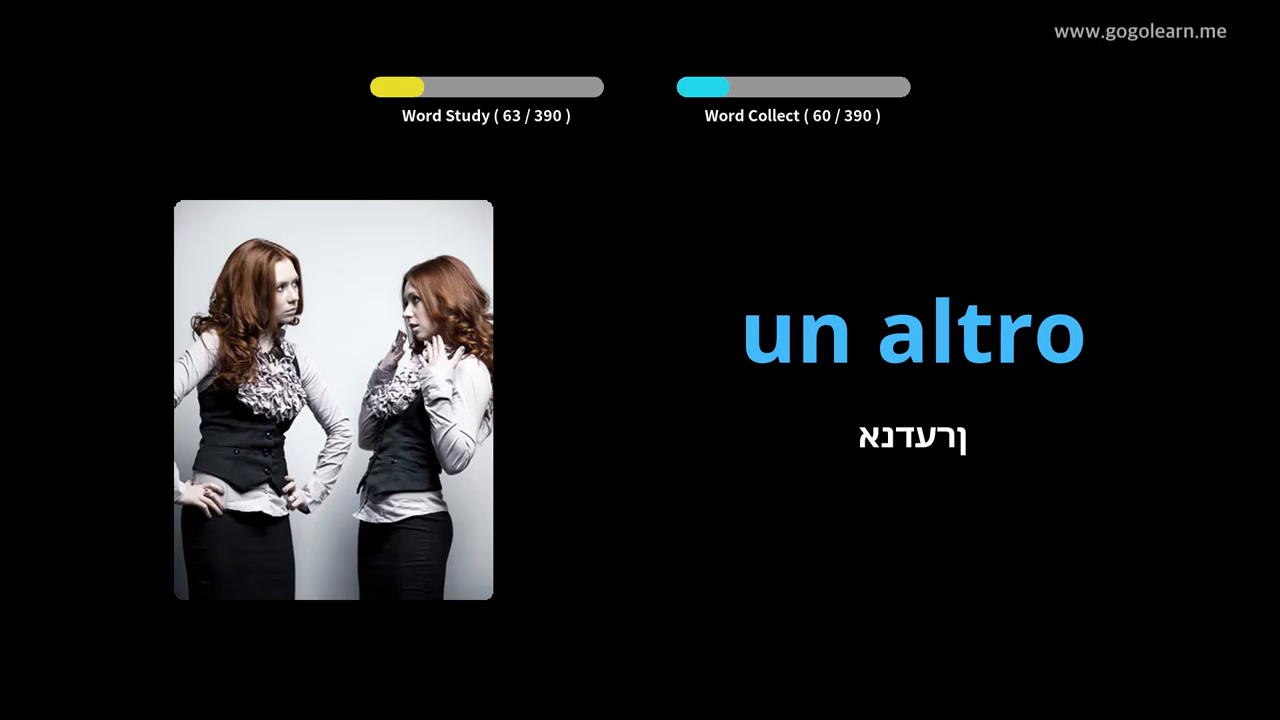 www.gogolearn.me
Word Study ( 63 / 390 )
Word Collect ( 60 / 390 )
un altro
ןרעדנא